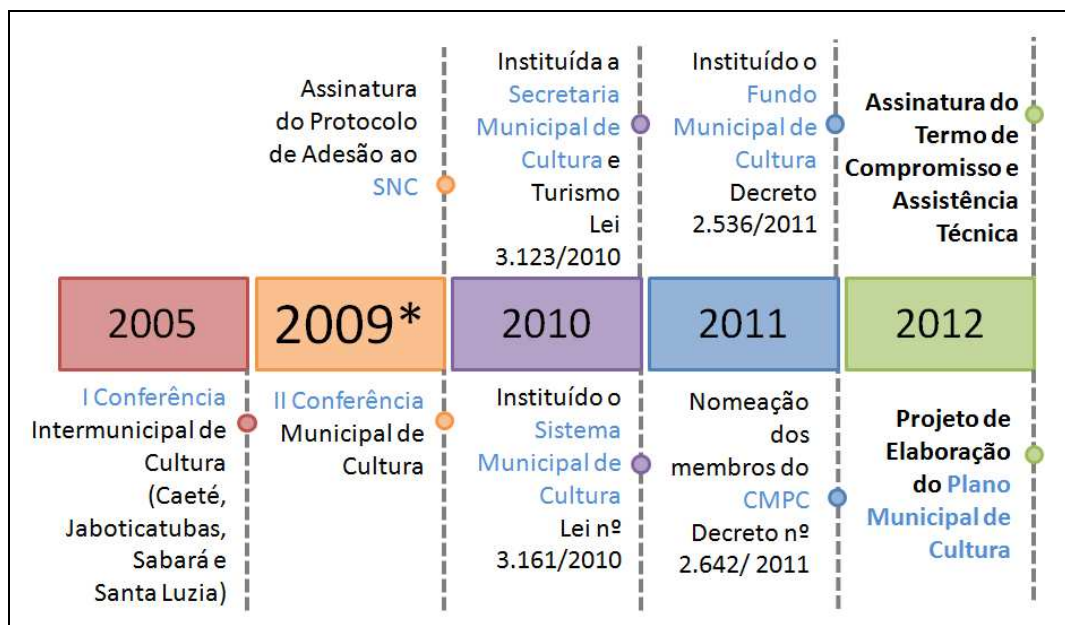 Assinatura
do Protocolo
de Adesão ao
SNC
Instituída a
Secretaria
Municipal de
Cultura e
Turismo
Lei
3.123/2010
Instituído o
Fundo
Municipal de
Cultura
Decreto
2.536/2011
Assinatura do
Termo de
Compromisso e
Assistência
Técnica
2005
2009*
2010
2011
2012
I Conferência
Intermunicipal de
Cultura
(Caeté,
Jaboticatubas,
Sabará e
Santa Luzia)
II Conferência
Municipal de
Cultura
Instituído o
Sistema
Municipal de
Cultura
Lei nº
3.161/2010
Nomeação
dos
membros do
CMPC
Decreto nº
2.642/ 2011
Projeto de
Elaboração
do Plano
Municipal de
Cultura